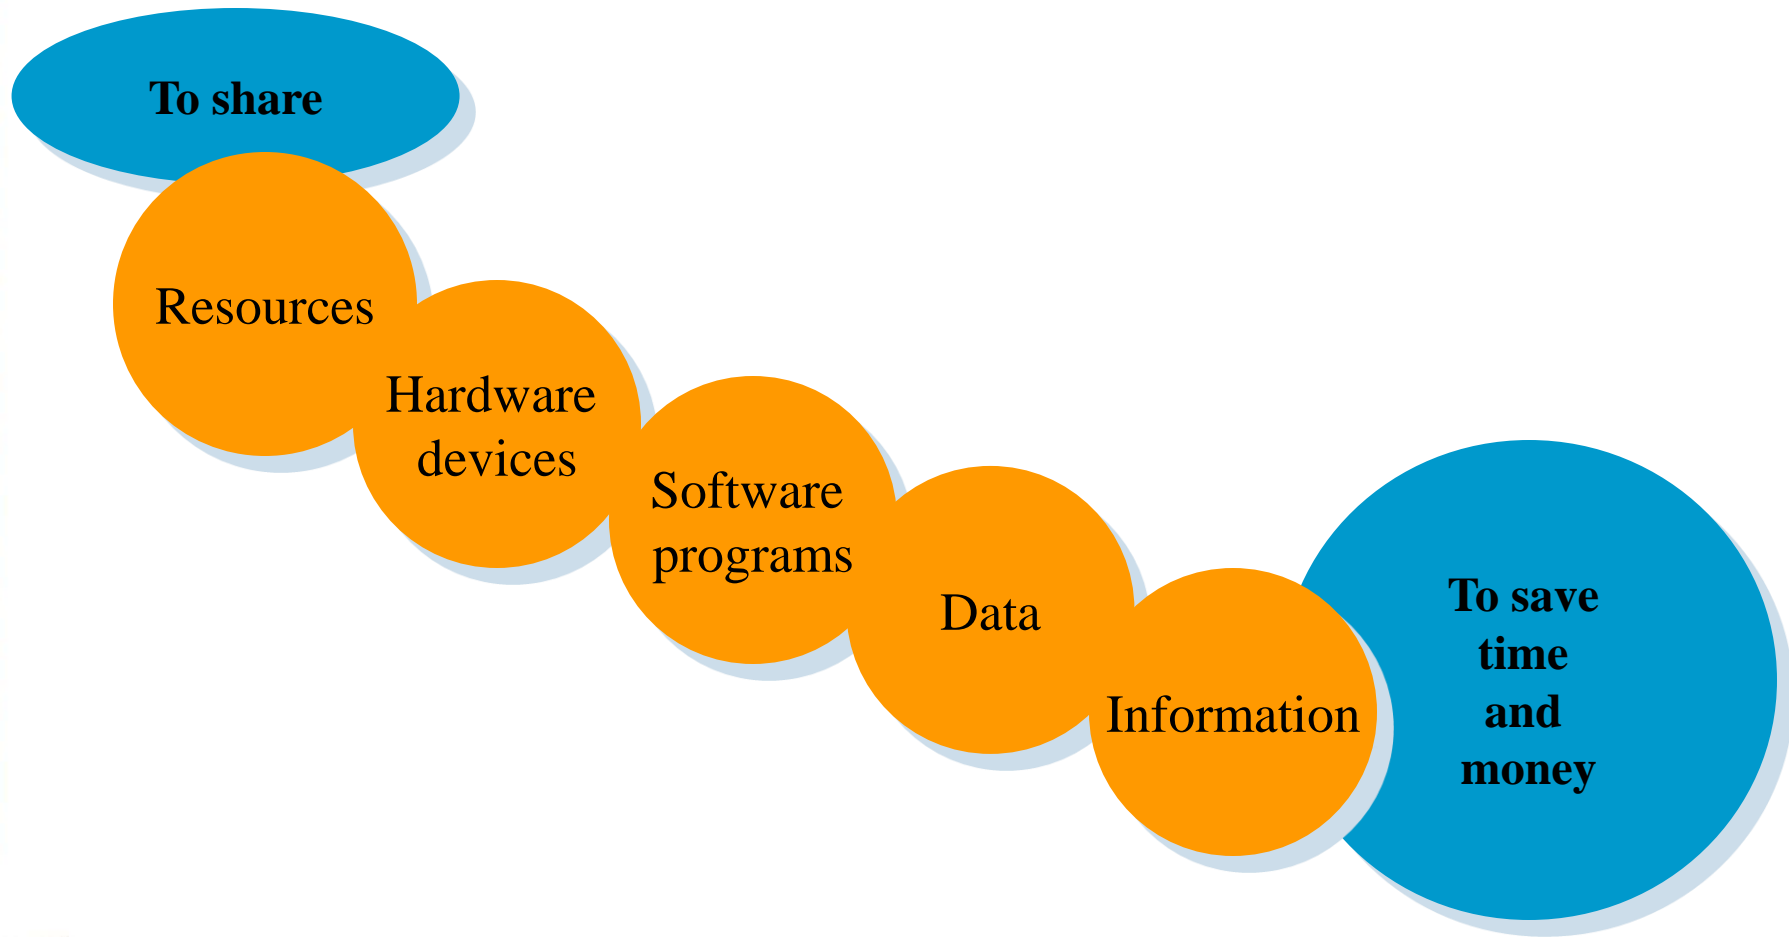 To share
Resources
Hardware
devices
Software
programs
Data
Information
To save
time
and
money